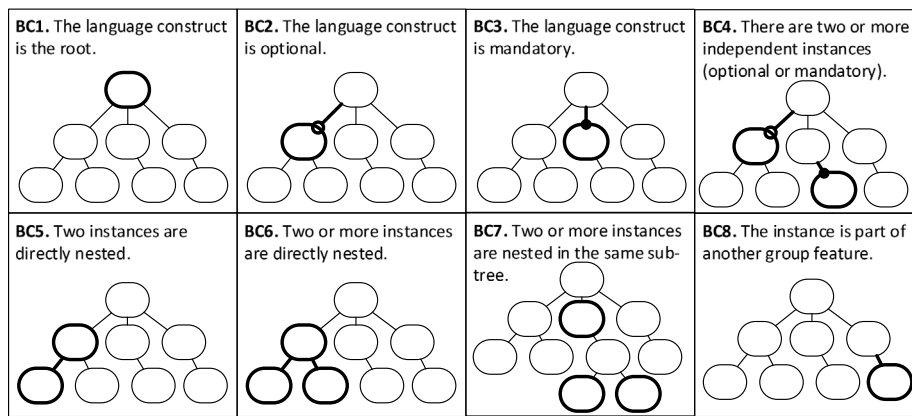 BC1. The language construct
is the root.
BC2. The language construct
is optional.
BC3. The language construct
is mandatory.
BC4. There are two or more
independent instances
(optional or mandatory).
BC5. Two instances are
directly nested.
BC6. Two or more instances
are directly nested.
BC7. Two or more instances
are nested in the same sub-
tree.
BC8. The instance is part of
another group feature.